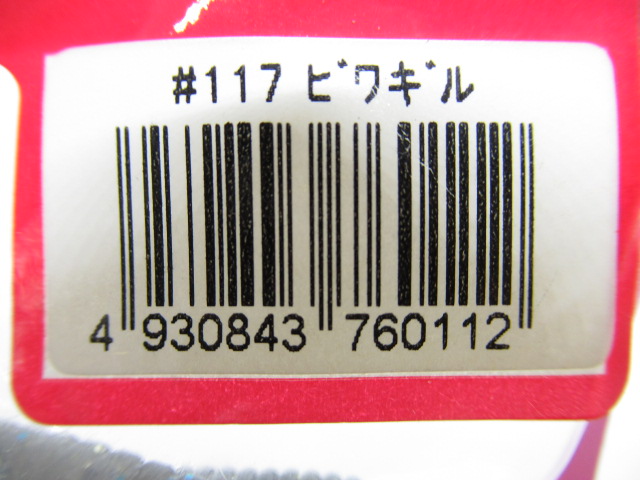 #117 ﾋﾞﾜｷﾞﾙ
4 930843 760112